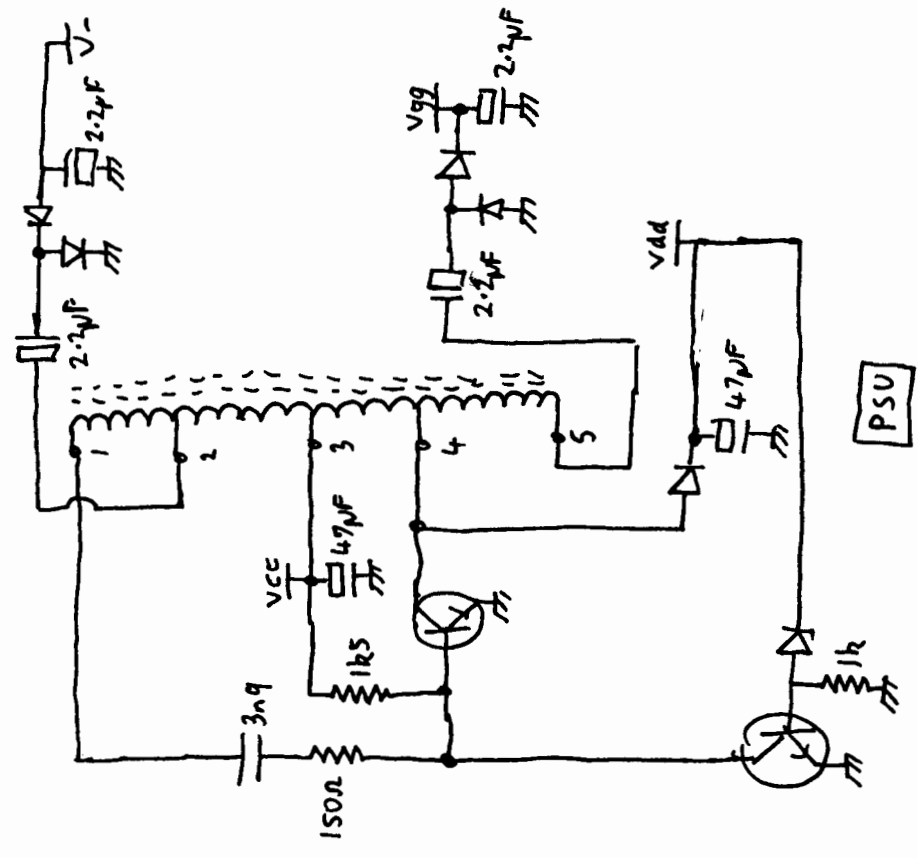 V-
2.2µF
2.2µF
Vgg
2.2µF
2.2µF
Vdd
47µF
1
2
3
4
5
Vcc
47µF
1k5
3n9
150Ω
1k
PSU